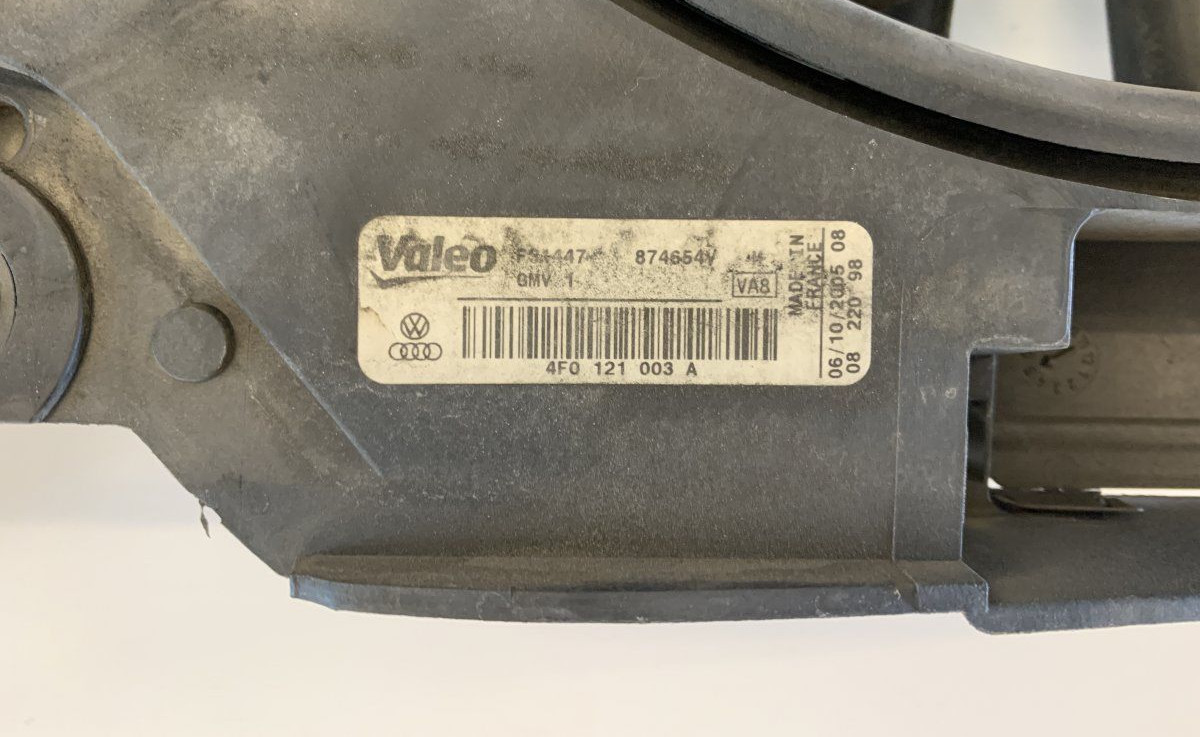 Valeo 874654V
GMV 1 VA8
4F0 121 003 A
MADE IN
FRANCE
06/10/2005 08
08 220 98